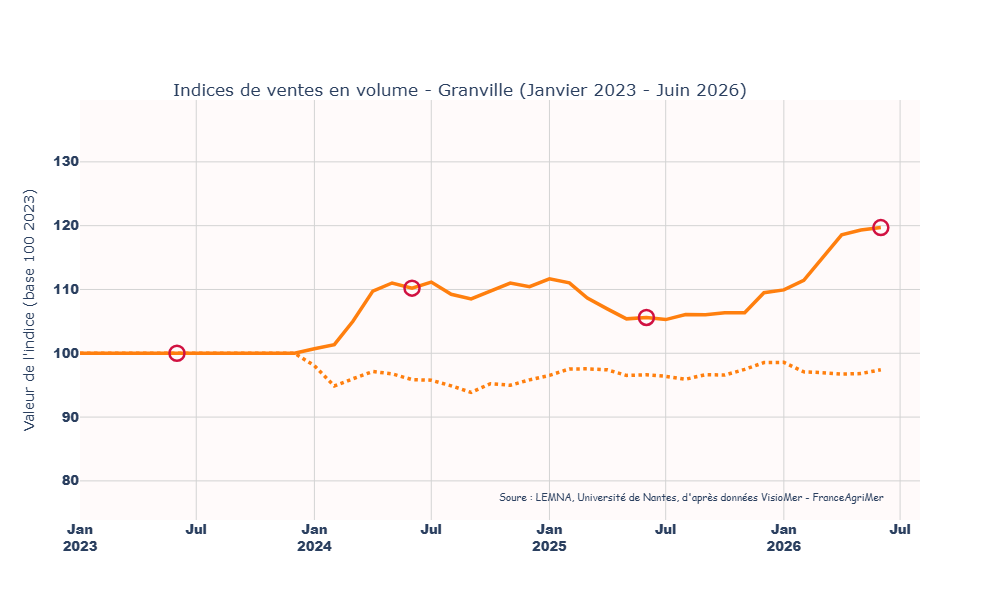 Indices de ventes en volume - Granville (Janvier 2023 - Juin 2026)
Valeur de l'indice (base 100 2023)
130
120
110
100
90
80
Soure : LEMNA, Université de Nantes, d'après données VisioMer - FranceAgriMer
Jan Jul Jan Jul Jan Jul Jan Jul
2023 2024 2025 2026